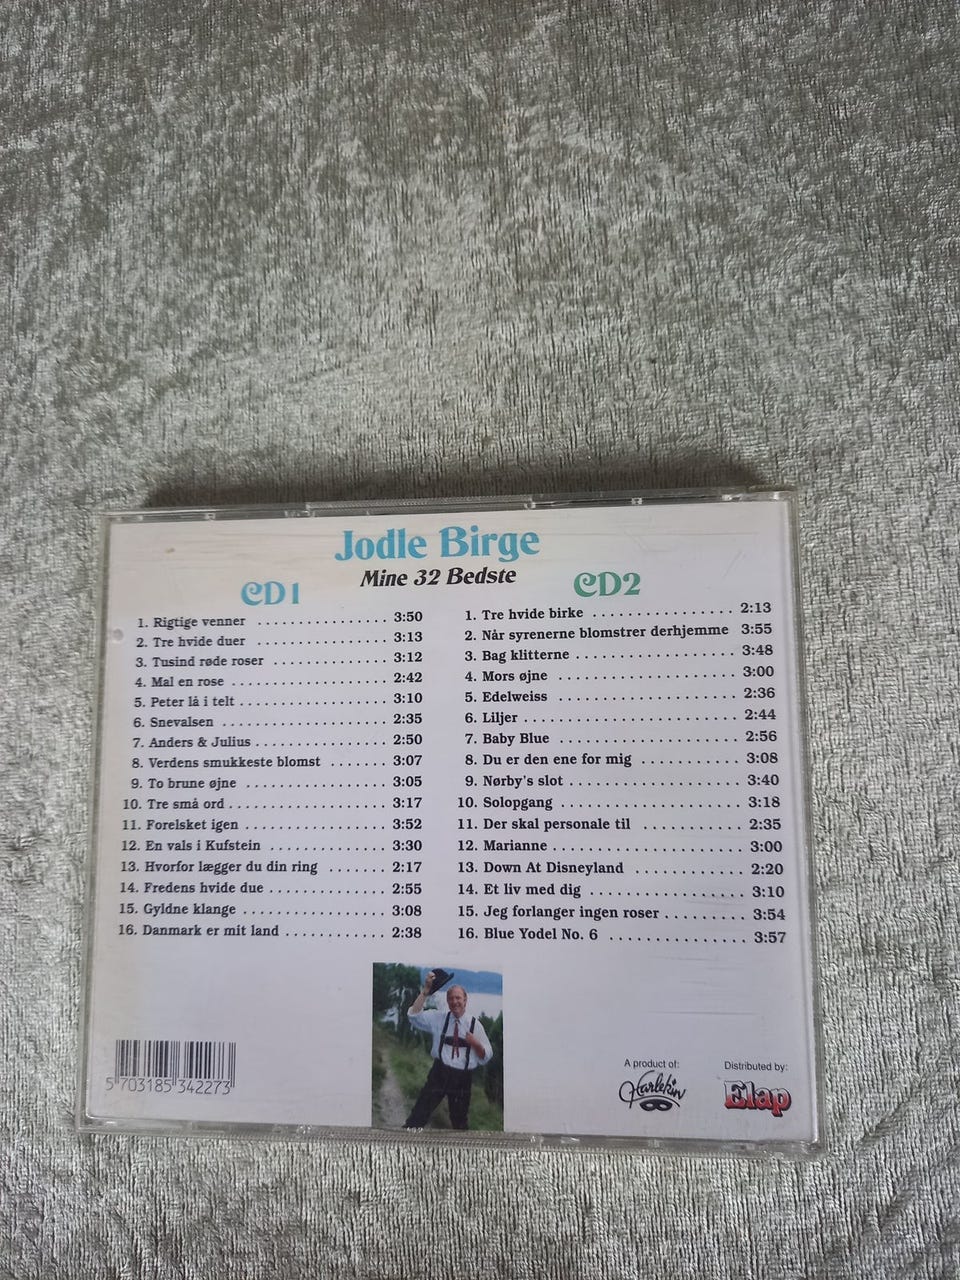 Jodle Birge
Mine 32 Bedste
CD1
1. Rigtige venner ................ 3:50
2. Tre hvide duer ................ 3:13
3. Tusind røde roser .............. 3:12
4. Mal en rose .................... 2:42
5. Peter lå i telt .................. 3:10
6. Snevalsen ..................... 2:35
7. Anders & Julius ................ 2:50
8. Verdens smukkeste blomst ....... 3:07
9. To brune øjne .................. 3:05
10. Tre små ord ................... 3:17
11. Forelsket igen ................. 3:52
12. En vals i Kufstein .............. 3:30
13. Hvorfor lægger du din ring ....... 2:17
14. Fredens hvide due .............. 2:55
15. Gyldne klange ................. 3:08
16. Danmark er mit land ............ 2:38
CD2
1. Tre hvide birke ................ 2:13
2. Når syrenerne blomstrer derhjemme 3:55
3. Bag klitterne ................... 3:48
4. Mors øjne ..................... 3:00
5. Edelweiss ..................... 2:36
6. Liljer ......................... 2:44
7. Baby Blue ..................... 2:56
8. Du er den ene for mig ........... 3:08
9. Nørby's slot .................... 3:40
10. Solopgang .................... 3:18
11. Der skal personale til ........... 2:35
12. Marianne ..................... 3:00
13. Down At Disneyland ............ 2:20
14. Et liv med dig ................. 3:10
15. Jeg forlanger ingen roser ......... 3:54
16. Blue Yodel No. 6 ............... 3:57
5 703185 342273
A product of:
Harlekin
Distributed by:
Elap